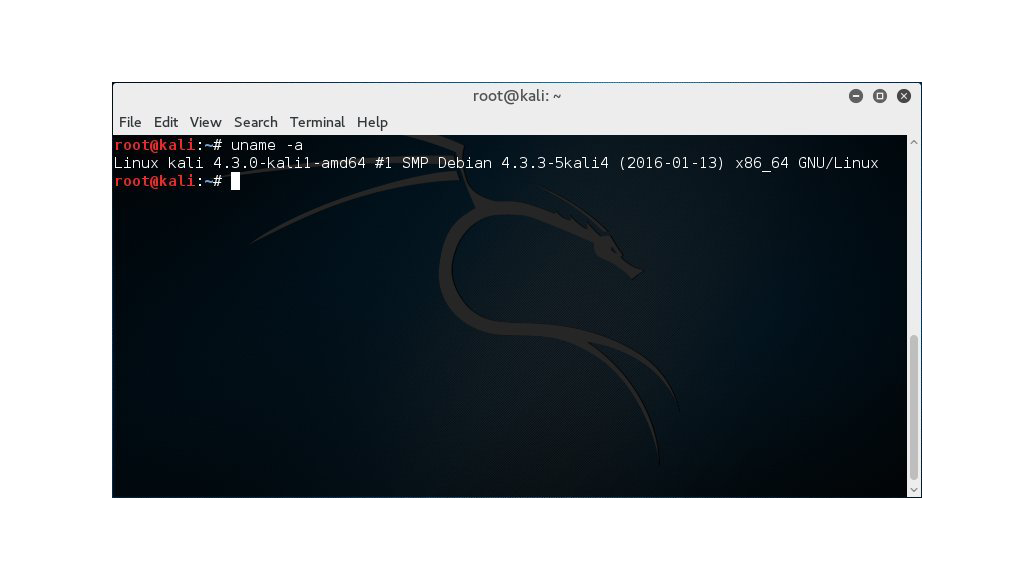 root@kali: ~
File Edit View Search Terminal Help
root@kali:~# uname -a
Linux kali 4.3.0-kali1-amd64 #1 SMP Debian 4.3.3-5kali4 (2016-01-13) x86_64 GNU/Linux
root@kali:~#